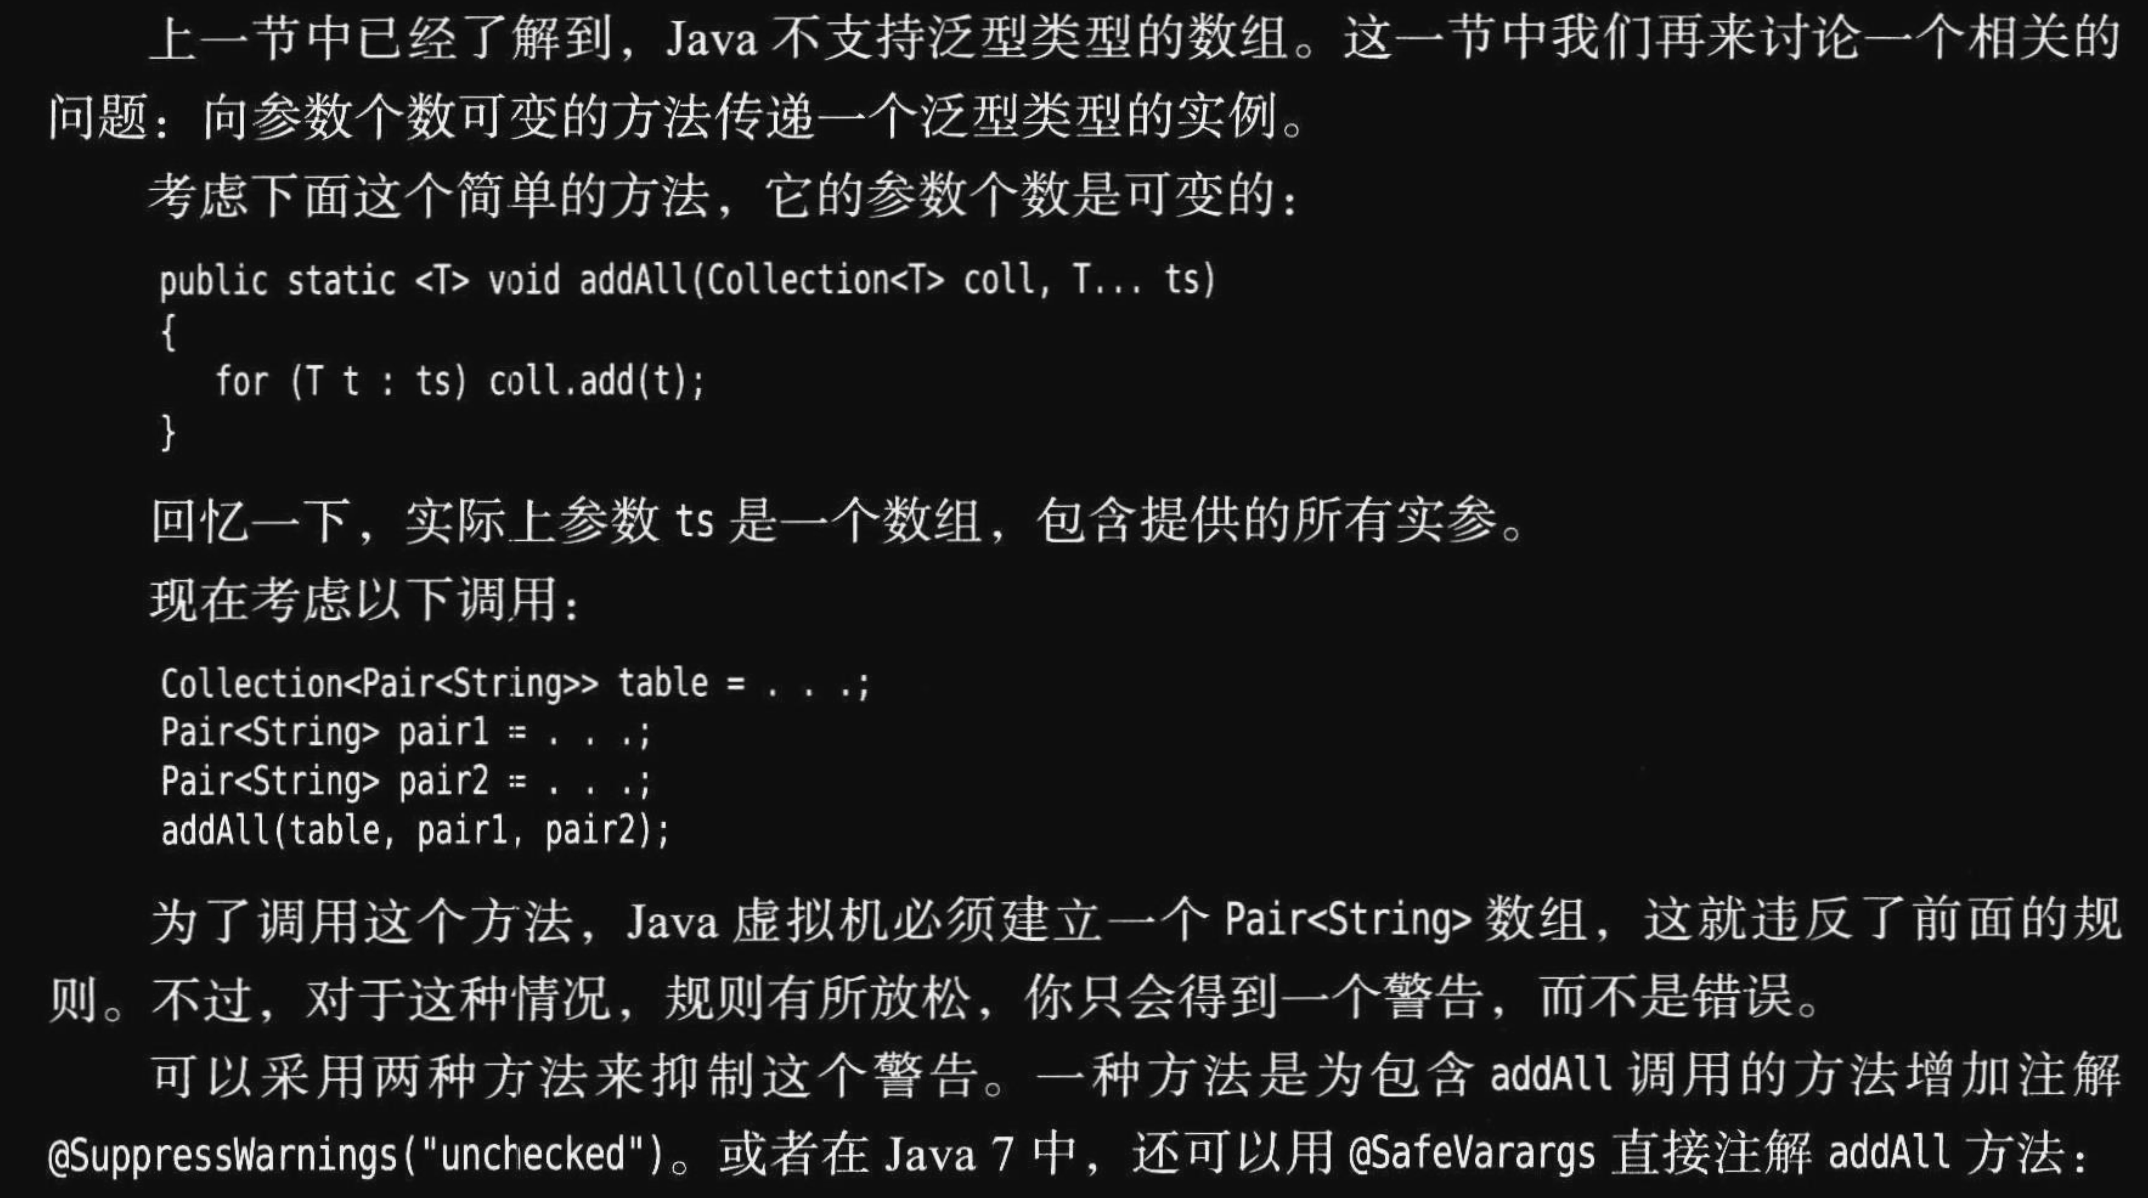 上一节中已经了解到，Java 不支持泛型类型的数组。这一节中我们再来讨论一个相关的
问题：向参数个数可变的方法传递一个泛型类型的实例。
考虑下面这个简单的方法，它的参数个数是可变的：
public static <T> void addAll(Collection<T> coll, T... ts)
{
   for (T t : ts) coll.add(t);
}
回忆一下，实际上参数 ts 是一个数组，包含提供的所有实参。
现在考虑以下调用：
Collection<Pair<String>> table = . . .;
Pair<String> pair1 = . . .;
Pair<String> pair2 = . . .;
addAll(table, pair1, pair2);
为了调用这个方法，Java 虚拟机必须建立一个 Pair<String> 数组，这就违反了前面的规
则。不过，对于这种情况，规则有所放松，你只会得到一个警告，而不是错误。
可以采用两种方法来抑制这个警告。一种方法是为包含 addAll 调用的方法增加注解
@SuppressWarnings("unchecked")。或者在 Java 7 中，还可以用 @SafeVarargs 直接注解 addAll 方法：